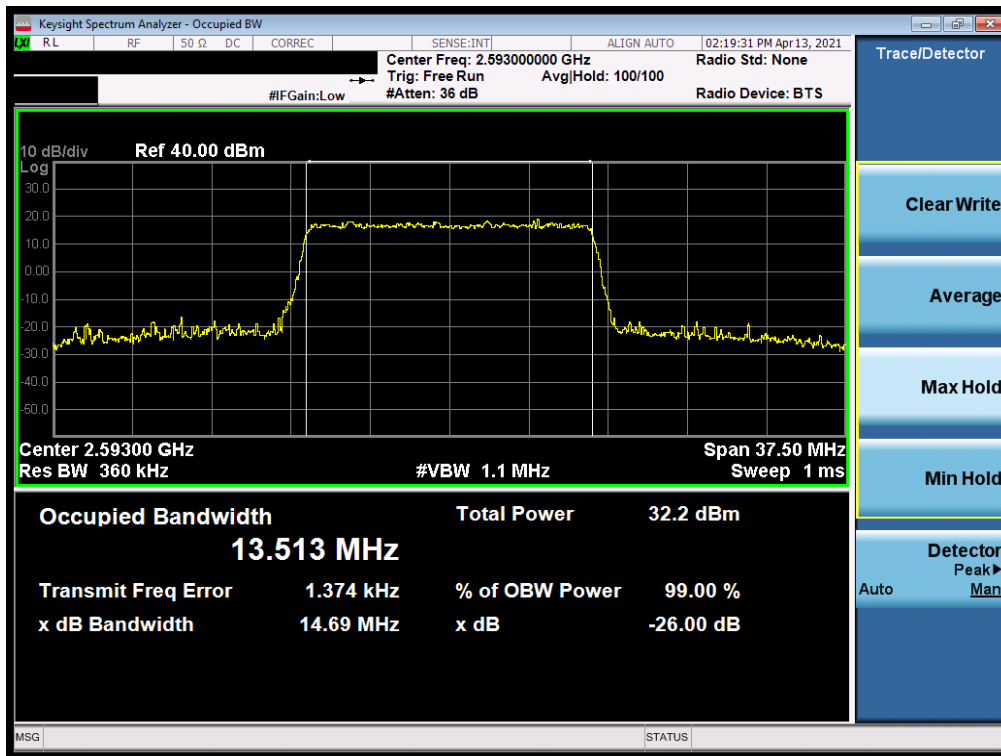 Keysight Spectrum Analyzer - Occupied BW
LXI RL RF 50 Ω DC CORREC SENSE:INT ALIGN AUTO 02:19:31 PM Apr 13, 2021
Center Freq: 2.593000000 GHz Radio Std: None
Trig: Free Run Avg|Hold: 100/100
#IFGain:Low #Atten: 36 dB Radio Device: BTS
10 dB/div Ref 40.00 dBm
Log
30.0
20.0
10.0
0.00
-10.0
-20.0
-30.0
-40.0
-50.0
Center 2.59300 GHz Span 37.50 MHz
Res BW 360 kHz #VBW 1.1 MHz Sweep 1 ms
Occupied Bandwidth Total Power 32.2 dBm
13.513 MHz
Transmit Freq Error 1.374 kHz % of OBW Power 99.00 %
x dB Bandwidth 14.69 MHz x dB -26.00 dB
MSG STATUS
Trace/Detector
Clear Write
Average
Max Hold
Min Hold
Detector
Peak▶
Auto Man